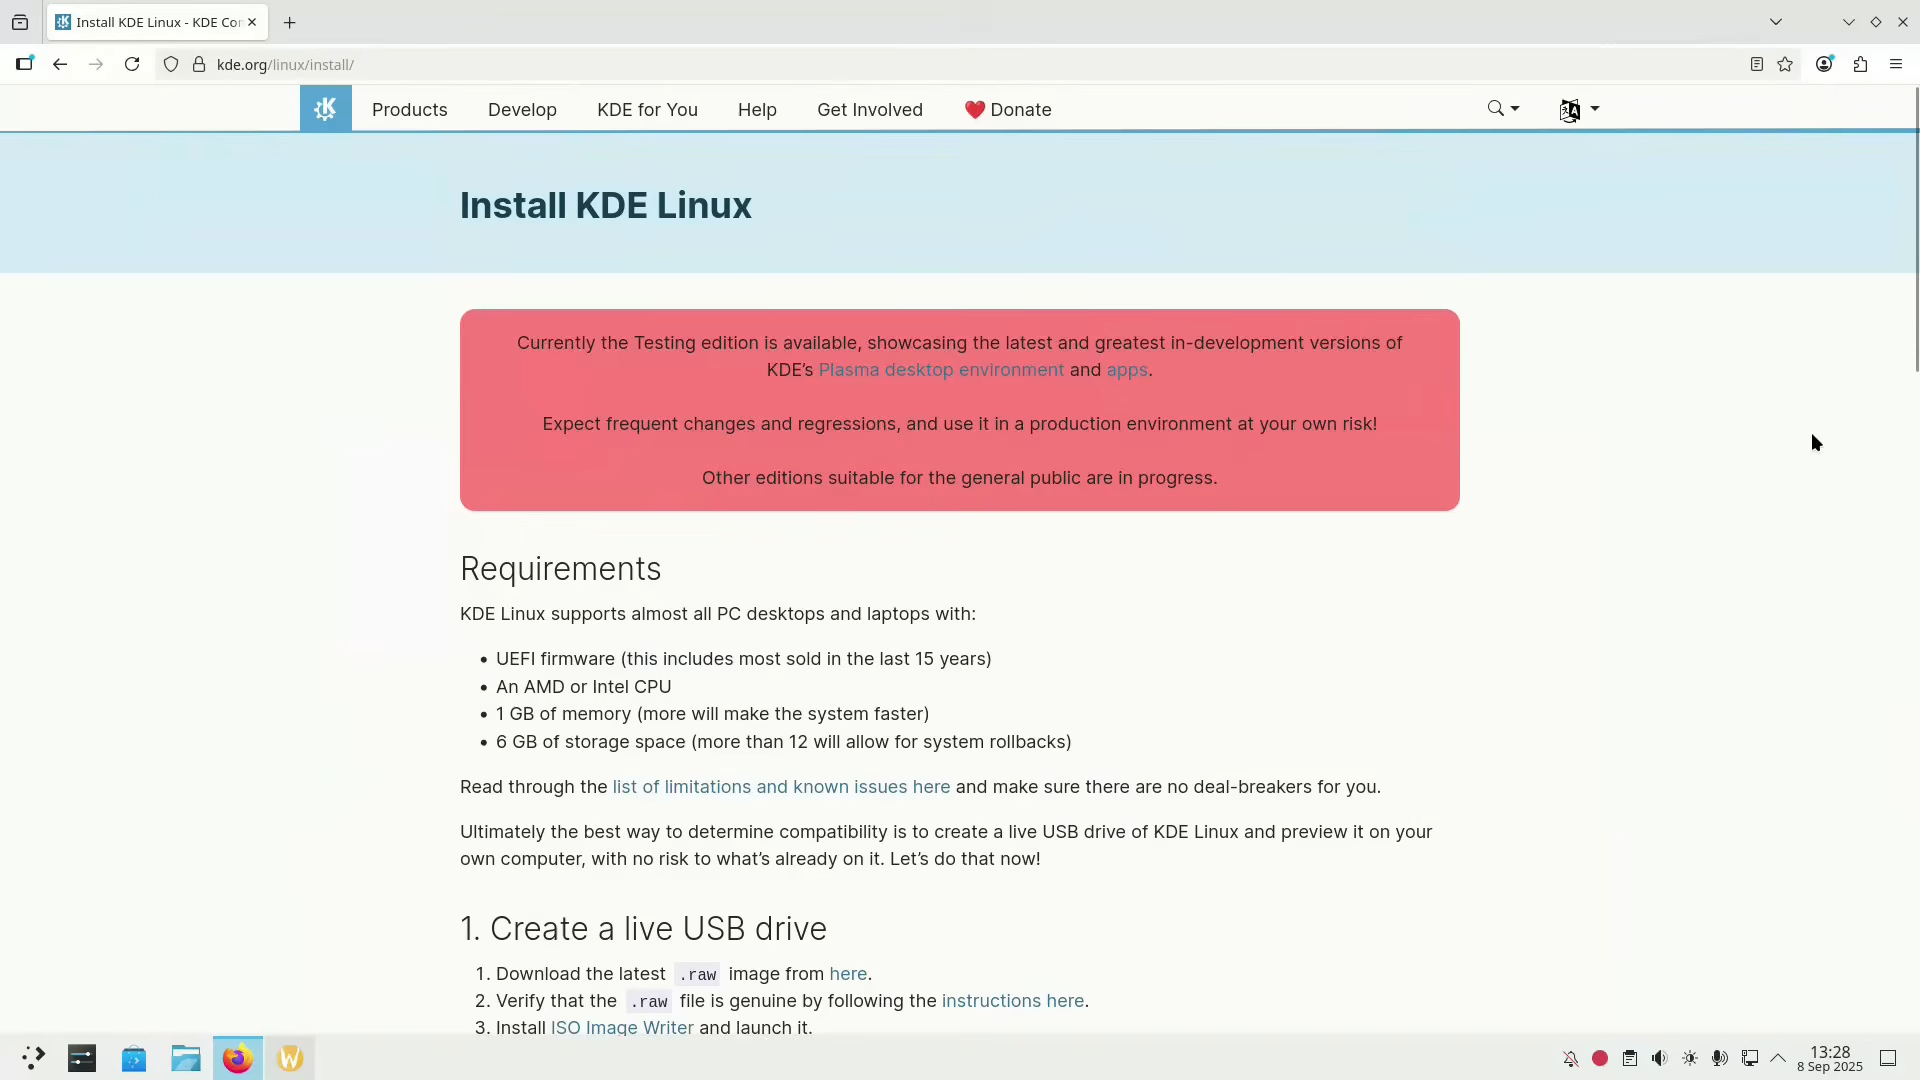 Install KDE Linux - KDE Co
kde.org/linux/install/
Products Develop KDE for You Help Get Involved ❤️ Donate
Install KDE Linux
Currently the Testing edition is available, showcasing the latest and greatest in-development versions of
KDE’s Plasma desktop environment and apps.
Expect frequent changes and regressions, and use it in a production environment at your own risk!
Other editions suitable for the general public are in progress.
Requirements
KDE Linux supports almost all PC desktops and laptops with:
• UEFI firmware (this includes most sold in the last 15 years)
• An AMD or Intel CPU
• 1 GB of memory (more will make the system faster)
• 6 GB of storage space (more than 12 will allow for system rollbacks)
Read through the list of limitations and known issues here and make sure there are no deal-breakers for you.
Ultimately the best way to determine compatibility is to create a live USB drive of KDE Linux and preview it on your
own computer, with no risk to what’s already on it. Let’s do that now!
1. Create a live USB drive
1. Download the latest .raw image from here.
2. Verify that the .raw file is genuine by following the instructions here.
3. Install ISO Image Writer and launch it.
13:28
8 Sep 2025